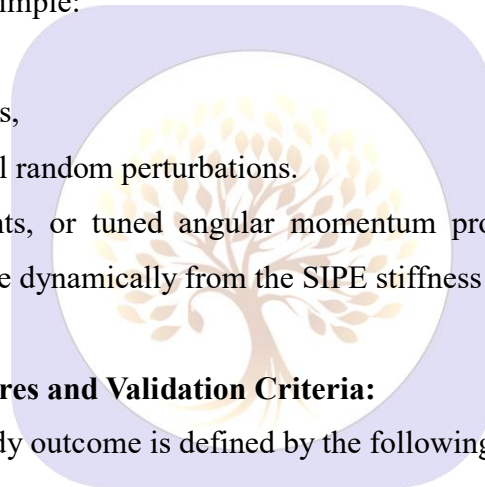 simple:
s,
l random perturbations.
nts, or tuned angular momentum pro
e dynamically from the SIPE stiffness
res and Validation Criteria:
dy outcome is defined by the following